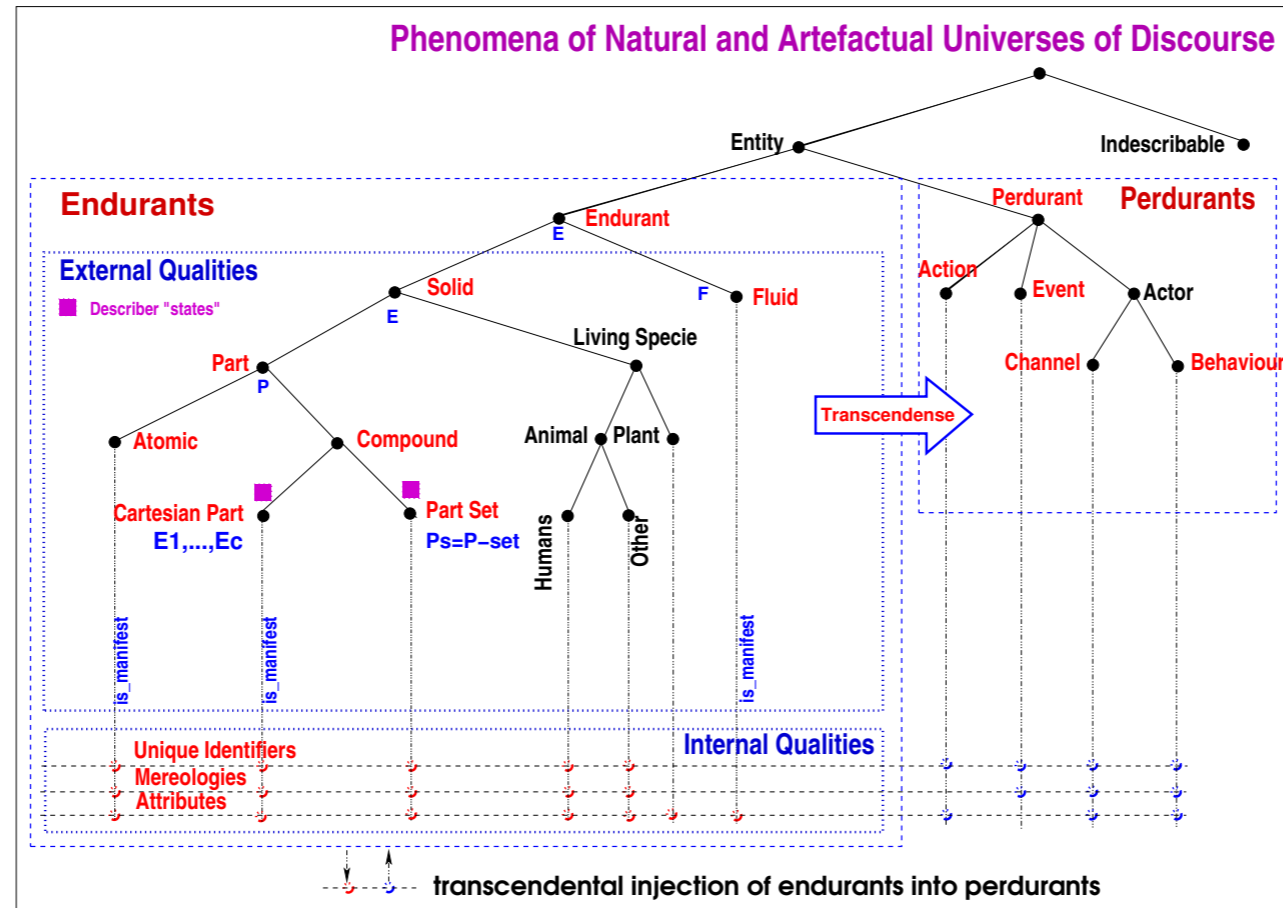 Phenomena of Natural and Artefactual Universes of Discourse
Entity
Indescribable
Endurants
Endurant
E
Perdurant
Perdurants
External Qualities
Describer "states"
Solid
E
F
Fluid
Action
Event
Actor
Living Specie
Part
P
Channel
Behaviour
Transcendense
Atomic
Compound
Animal
Plant
Cartesian Part
E1,...,Ec
Part Set
Ps=P-set
Humans
Other
is_manifest
is_manifest
is_manifest
Unique Identifiers
Internal Qualities
Mereologies
Attributes
transcendental injection of endurants into perdurants